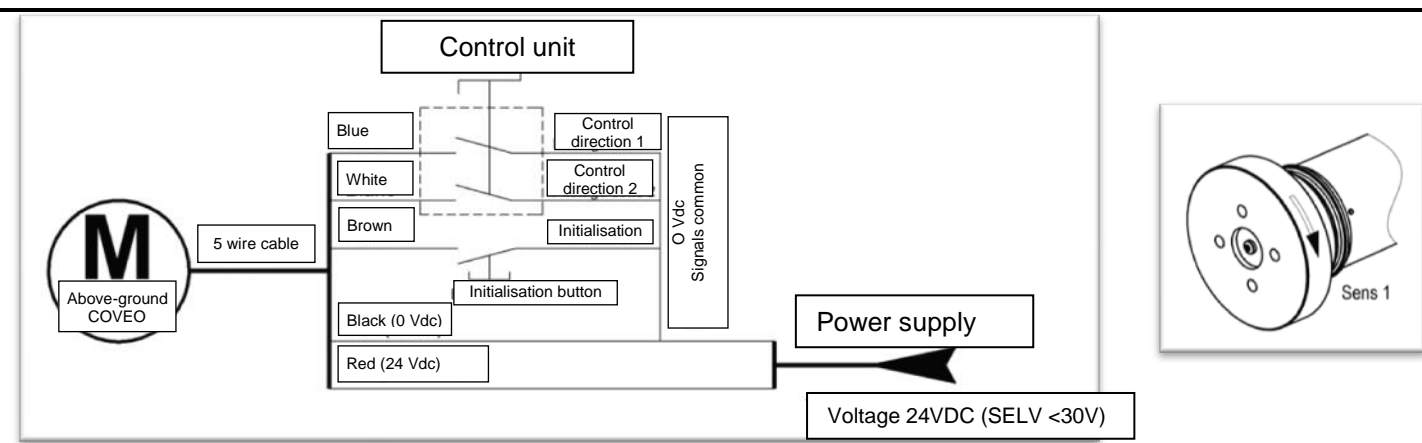 Control unit
Blue
Control
direction 1
White
Control
direction 2
Brown
Initialisation
O Vdc
Signals common
5 wire cable
M
Above-ground
COVEO
Initialisation button
Black (0 Vdc)
Power supply
Red (24 Vdc)
Voltage 24VDC (SELV <30V)
Sens 1